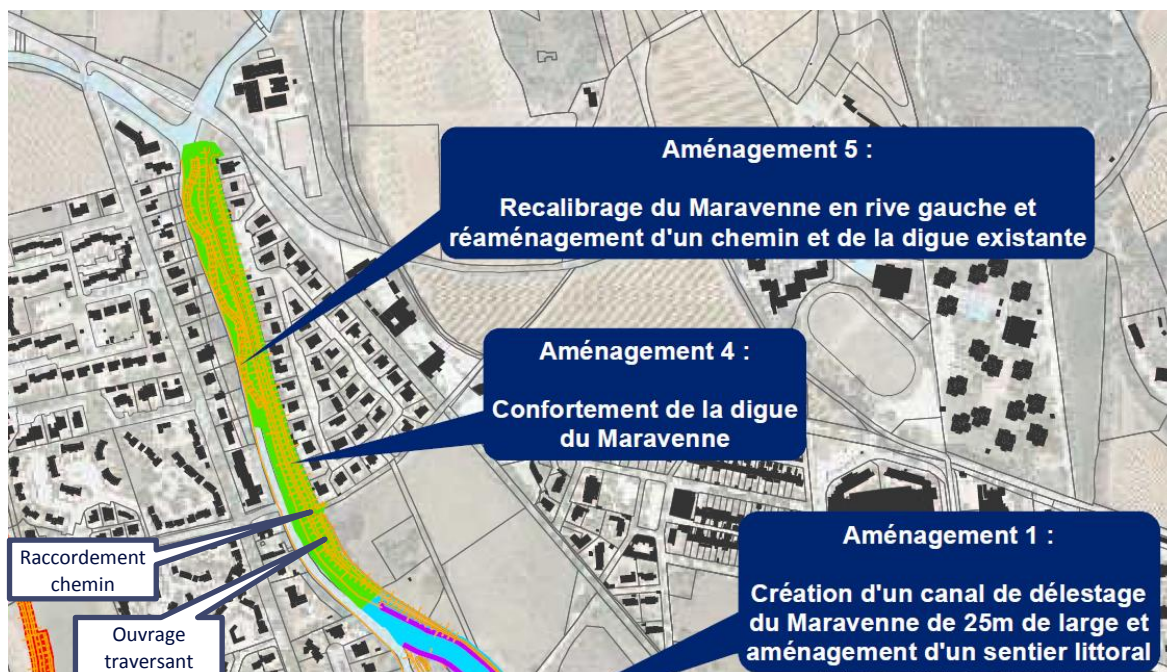 Aménagement 5 :
Recalibrage du Maravenne en rive gauche et
réaménagement d'un chemin et de la digue existante
Aménagement 4 :
Confortement de la digue
du Maravenne
Raccordement
chemin
Ouvrage
traversant
Aménagement 1 :
Création d'un canal de délestage
du Maravenne de 25m de large et
aménagement d'un sentier littoral